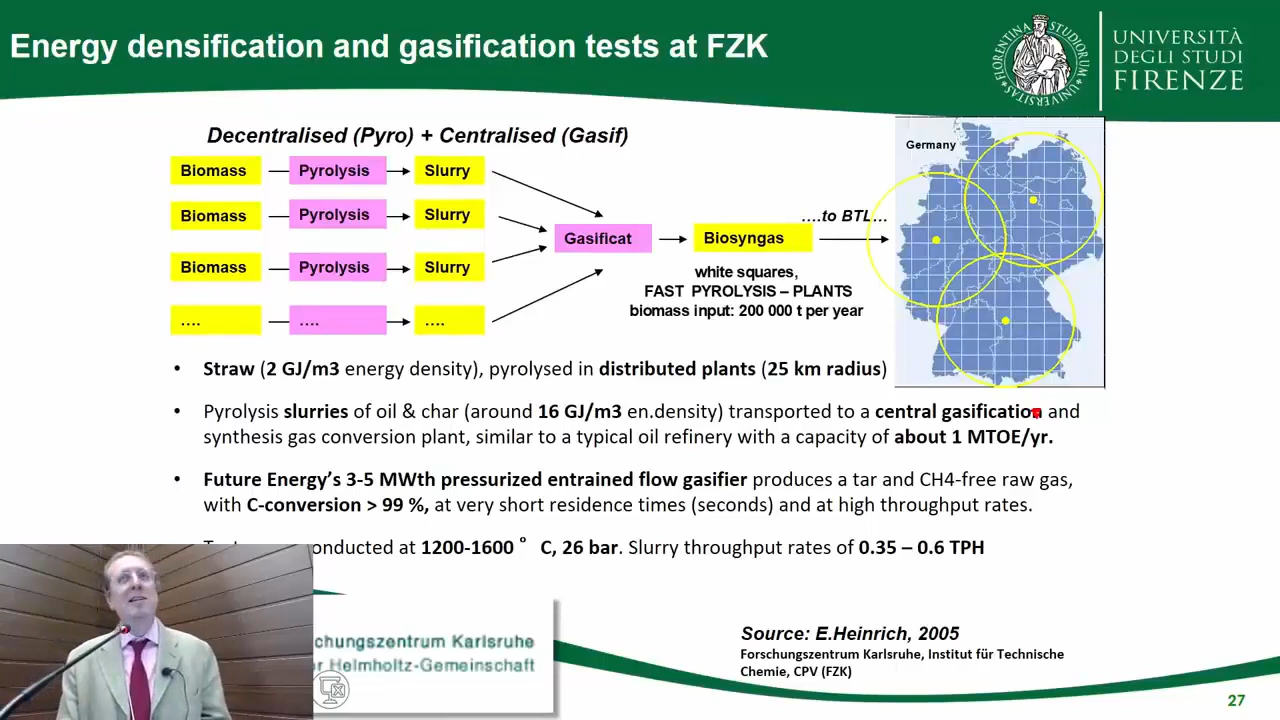 Energy densification and gasification tests at FZK
UNIVERSITÀ
DEGLI STUDI
FIRENZE
FLORENTINA STUDIORUM UNIVERSITAS
Decentralised (Pyro) + Centralised (Gasif)
Biomass Pyrolysis Slurry
Biomass Pyrolysis Slurry
Biomass Pyrolysis Slurry
.... .... ....
Gasificat Biosyngas
….to BTL…
Germany
white squares,
FAST PYROLYSIS – PLANTS
biomass input: 200 000 t per year
• Straw (2 GJ/m3 energy density), pyrolysed in distributed plants (25 km radius)
• Pyrolysis slurries of oil & char (around 16 GJ/m3 en.density) transported to a central gasification and
synthesis gas conversion plant, similar to a typical oil refinery with a capacity of about 1 MTOE/yr.
• Future Energy's 3-5 MWth pressurized entrained flow gasifier produces a tar and CH4-free raw gas,
with C-conversion > 99 %, at very short residence times (seconds) and at high throughput rates.
conducted at 1200-1600 ° C, 26 bar. Slurry throughput rates of 0.35 – 0.6 TPH
chungszentrum Karlsruhe
r Helmholtz-Gemeinschaft
Source: E.Heinrich, 2005
Forschungszentrum Karlsruhe, Institut für Technische
Chemie, CPV (FZK)
27